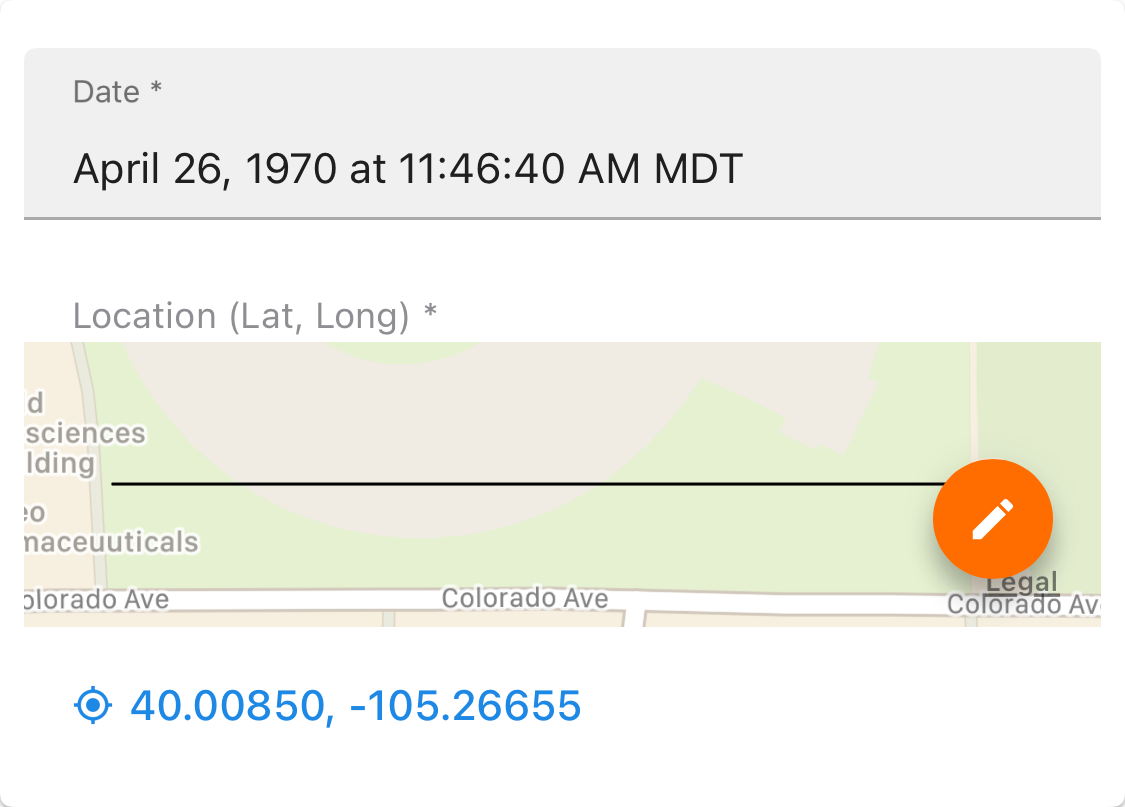 Date *
April 26, 1970 at 11:46:40 AM MDT
Location (Lat, Long) *
d
sciences
lding
eo
maceuuticals
olorado Ave
Colorado Ave
Legal
Colorado Ave
40.00850, -105.26655